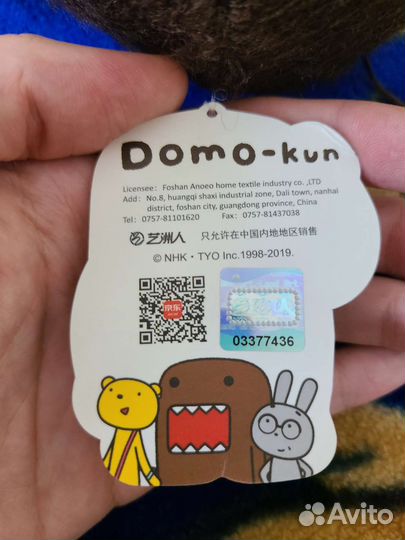 Domo-kun
Licensee: Foshan Anoeo home textile industry co. ,LTD
Add: No.8, huangqi shaxi industrial zone, Dali town, nanhai
district, foshan city, guangdong province, China
Tel: 0757-81101620 Fax: 0757-81437038
艺洲人 只允许在中国内地地区销售
© NHK・TYO Inc.1998-2019.
京东
03377436
Avito